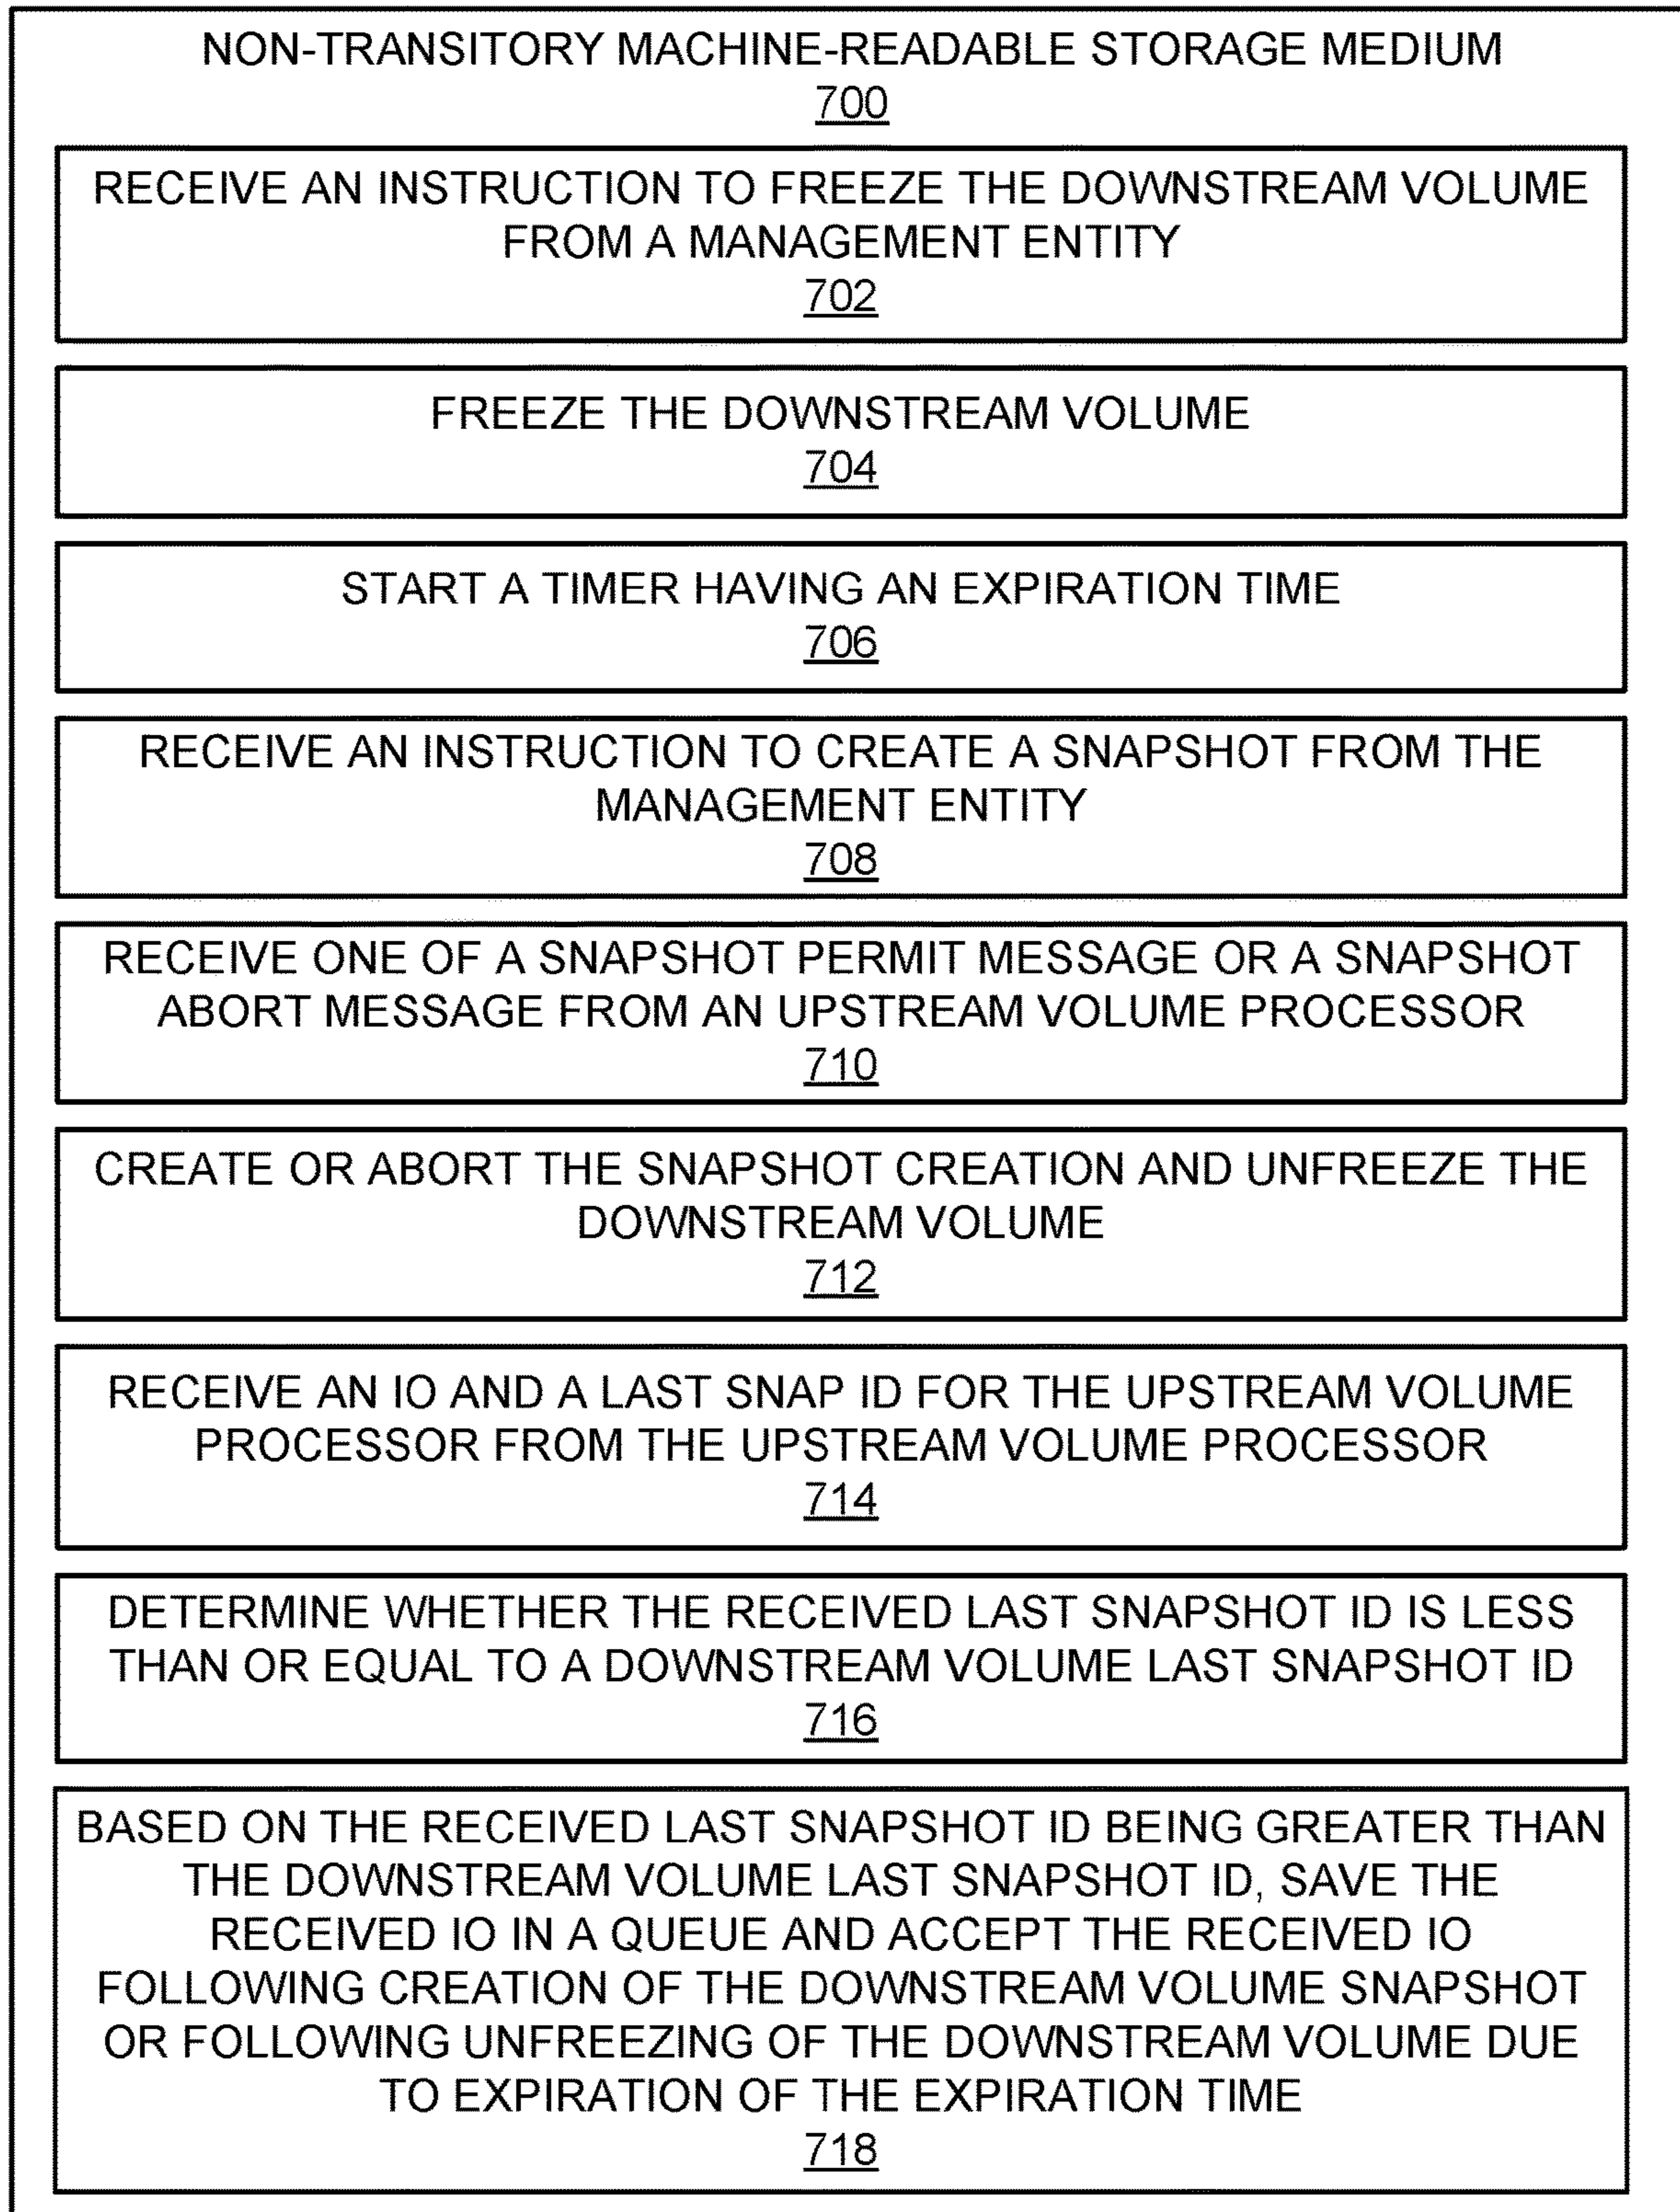 NON-TRANSITORY MACHINE-READABLE STORAGE MEDIUM
700
RECEIVE AN INSTRUCTION TO FREEZE THE DOWNSTREAM VOLUME
FROM A MANAGEMENT ENTITY
702
FREEZE THE DOWNSTREAM VOLUME
704
START A TIMER HAVING AN EXPIRATION TIME
706
RECEIVE AN INSTRUCTION TO CREATE A SNAPSHOT FROM THE
MANAGEMENT ENTITY
708
RECEIVE ONE OF A SNAPSHOT PERMIT MESSAGE OR A SNAPSHOT
ABORT MESSAGE FROM AN UPSTREAM VOLUME PROCESSOR
710
CREATE OR ABORT THE SNAPSHOT CREATION AND UNFREEZE THE
DOWNSTREAM VOLUME
712
RECEIVE AN IO AND A LAST SNAP ID FOR THE UPSTREAM VOLUME
PROCESSOR FROM THE UPSTREAM VOLUME PROCESSOR
714
DETERMINE WHETHER THE RECEIVED LAST SNAPSHOT ID IS LESS
THAN OR EQUAL TO A DOWNSTREAM VOLUME LAST SNAPSHOT ID
716
BASED ON THE RECEIVED LAST SNAPSHOT ID BEING GREATER THAN
THE DOWNSTREAM VOLUME LAST SNAPSHOT ID, SAVE THE
RECEIVED IO IN A QUEUE AND ACCEPT THE RECEIVED IO
FOLLOWING CREATION OF THE DOWNSTREAM VOLUME SNAPSHOT
OR FOLLOWING UNFREEZING OF THE DOWNSTREAM VOLUME DUE
TO EXPIRATION OF THE EXPIRATION TIME
718